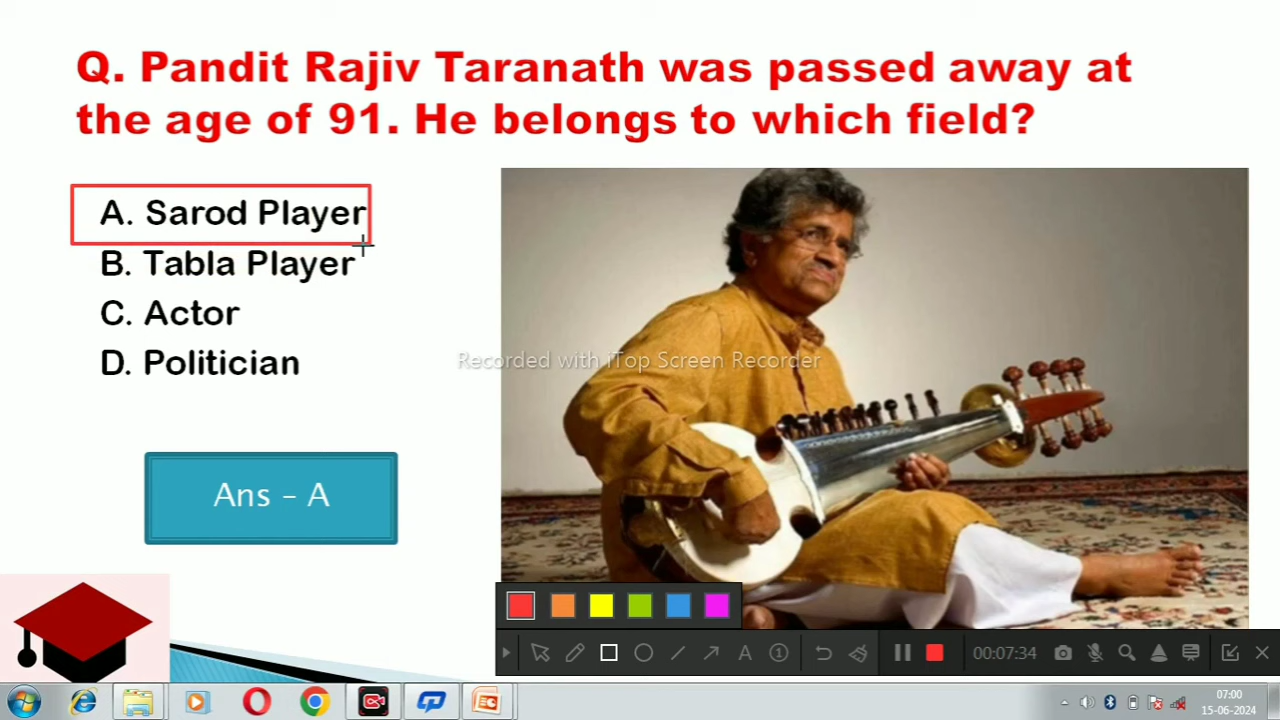 Q. Pandit Rajiv Taranath was passed away at
the age of 91. He belongs to which field?
A. Sarod Player
B. Tabla Player
C. Actor
D. Politician
Recorded with iTop Screen Recorder
Ans – A
A
1
00:07:34
07:00
15-06-2024